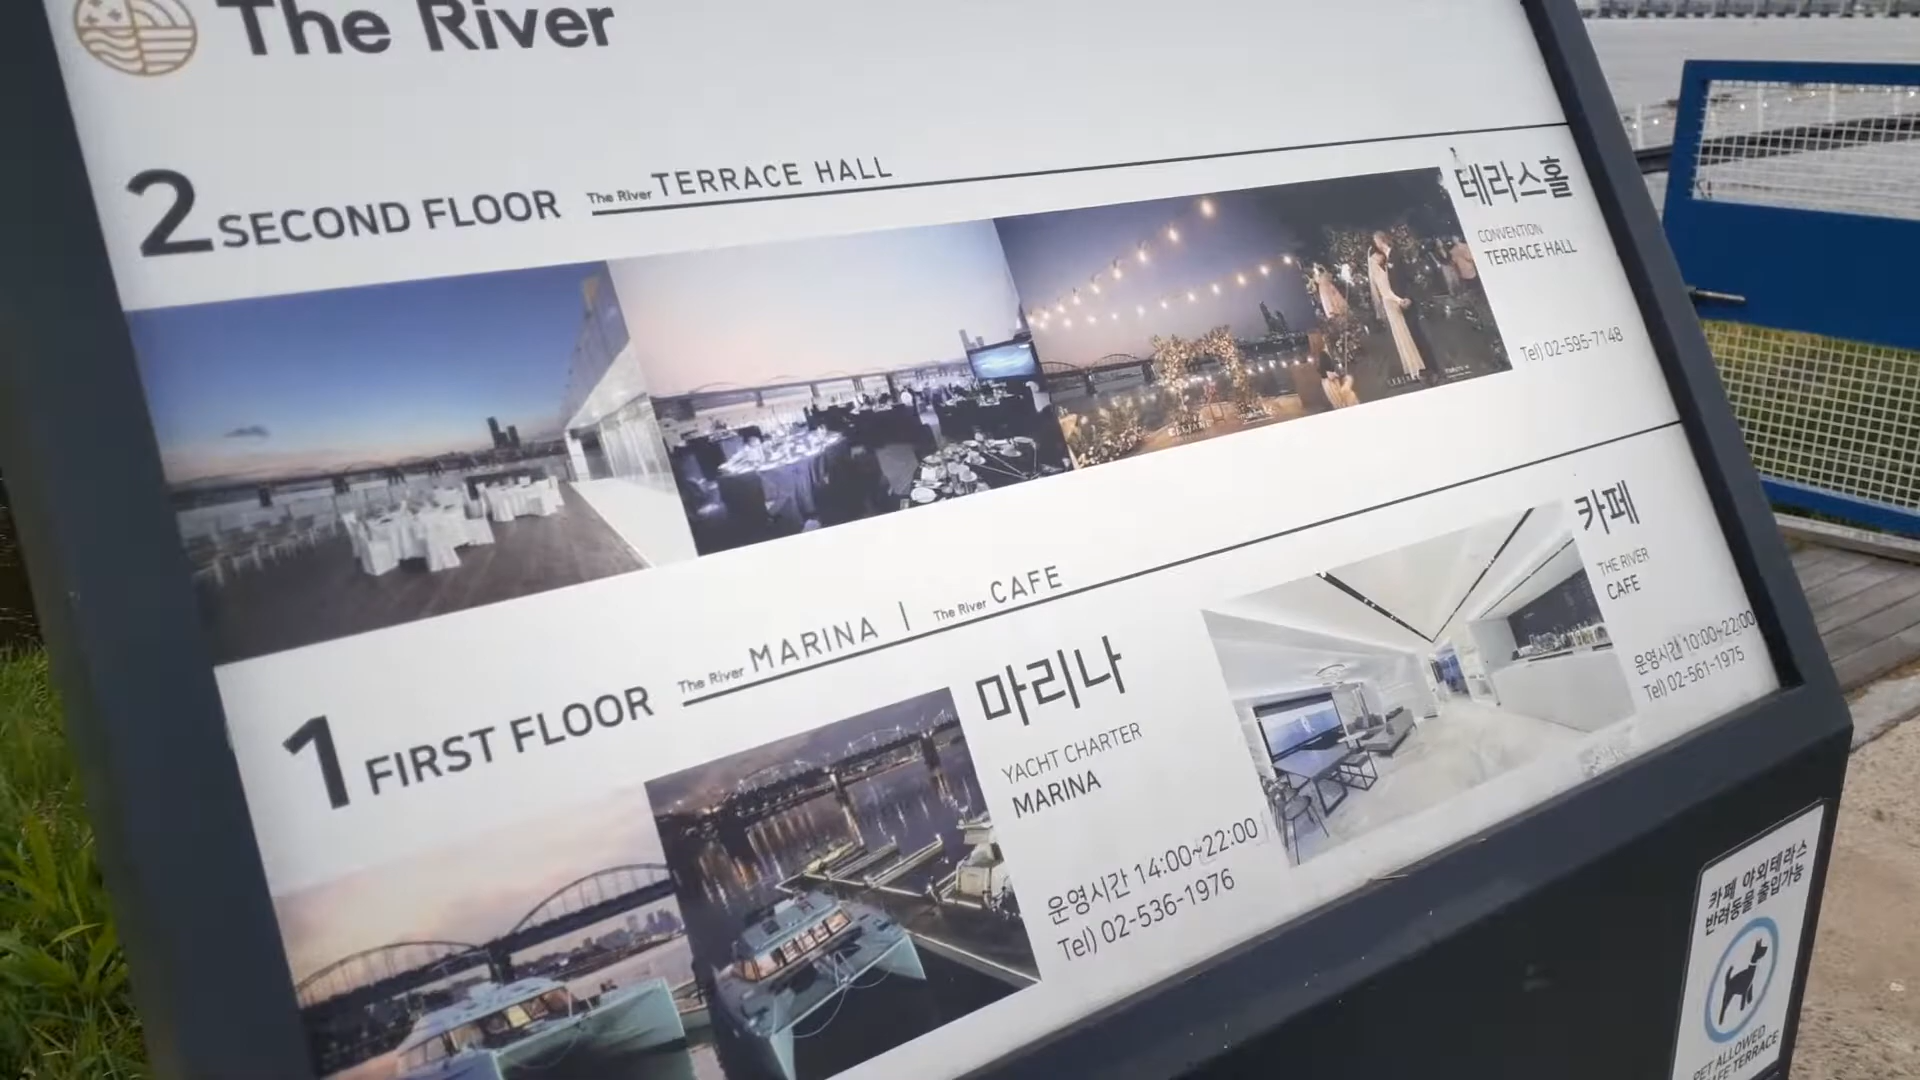 The River
2 SECOND FLOOR The River TERRACE HALL
테라스홀
CONVENTION
TERRACE HALL
Tel) 02-595-7148
1 FIRST FLOOR The River MARINA | The River CAFE
마리나
YACHT CHARTER
MARINA
운영시간 14:00~22:00
Tel) 02-536-1976
카페
THE RIVER
CAFE
운영시간 10:00~22:00
Tel) 02-561-1975
카페 야외테라스
반려동물 출입가능
PET ALLOWED
CAFE TERRACE